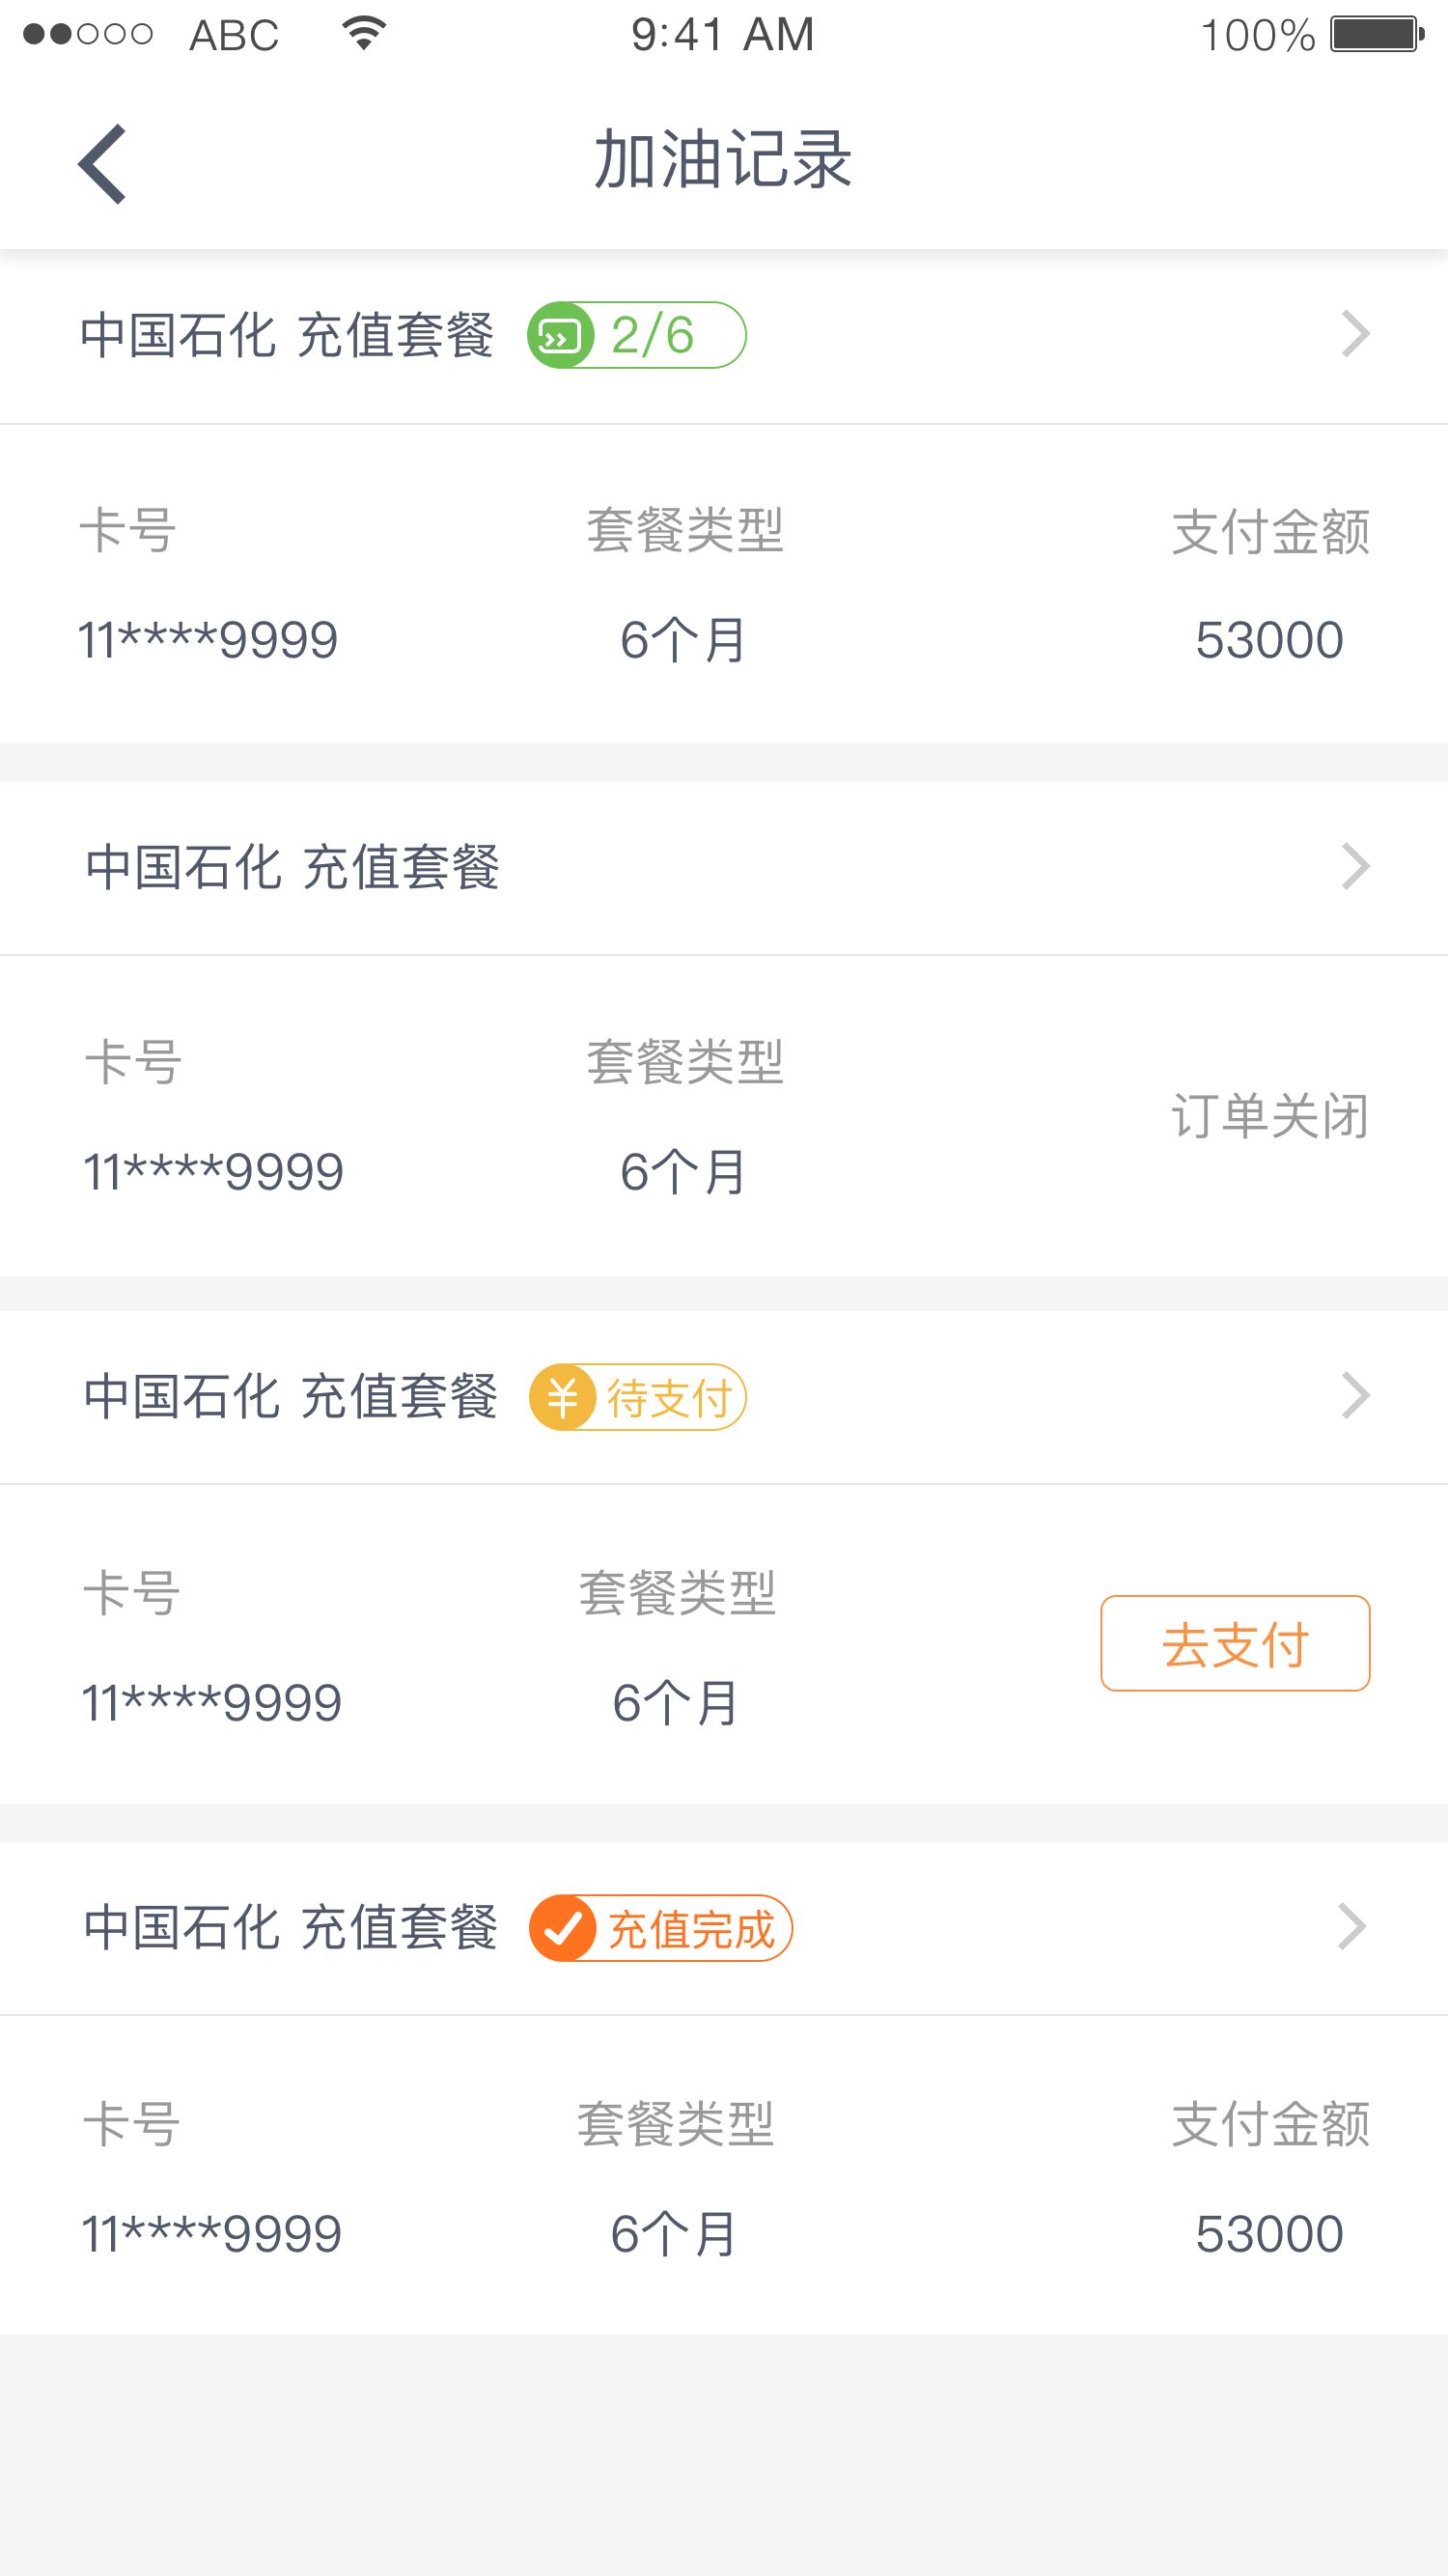 ABC 9:41 AM 100%
加油记录
中国石化 充值套餐 2/6
卡号 套餐类型 支付金额
11****9999 6个月 53000
中国石化 充值套餐
卡号 套餐类型
订单关闭
11****9999 6个月
中国石化 充值套餐 ¥ 待支付
卡号 套餐类型
去支付
11****9999 6个月
中国石化 充值套餐 充值完成
卡号 套餐类型 支付金额
11****9999 6个月 53000